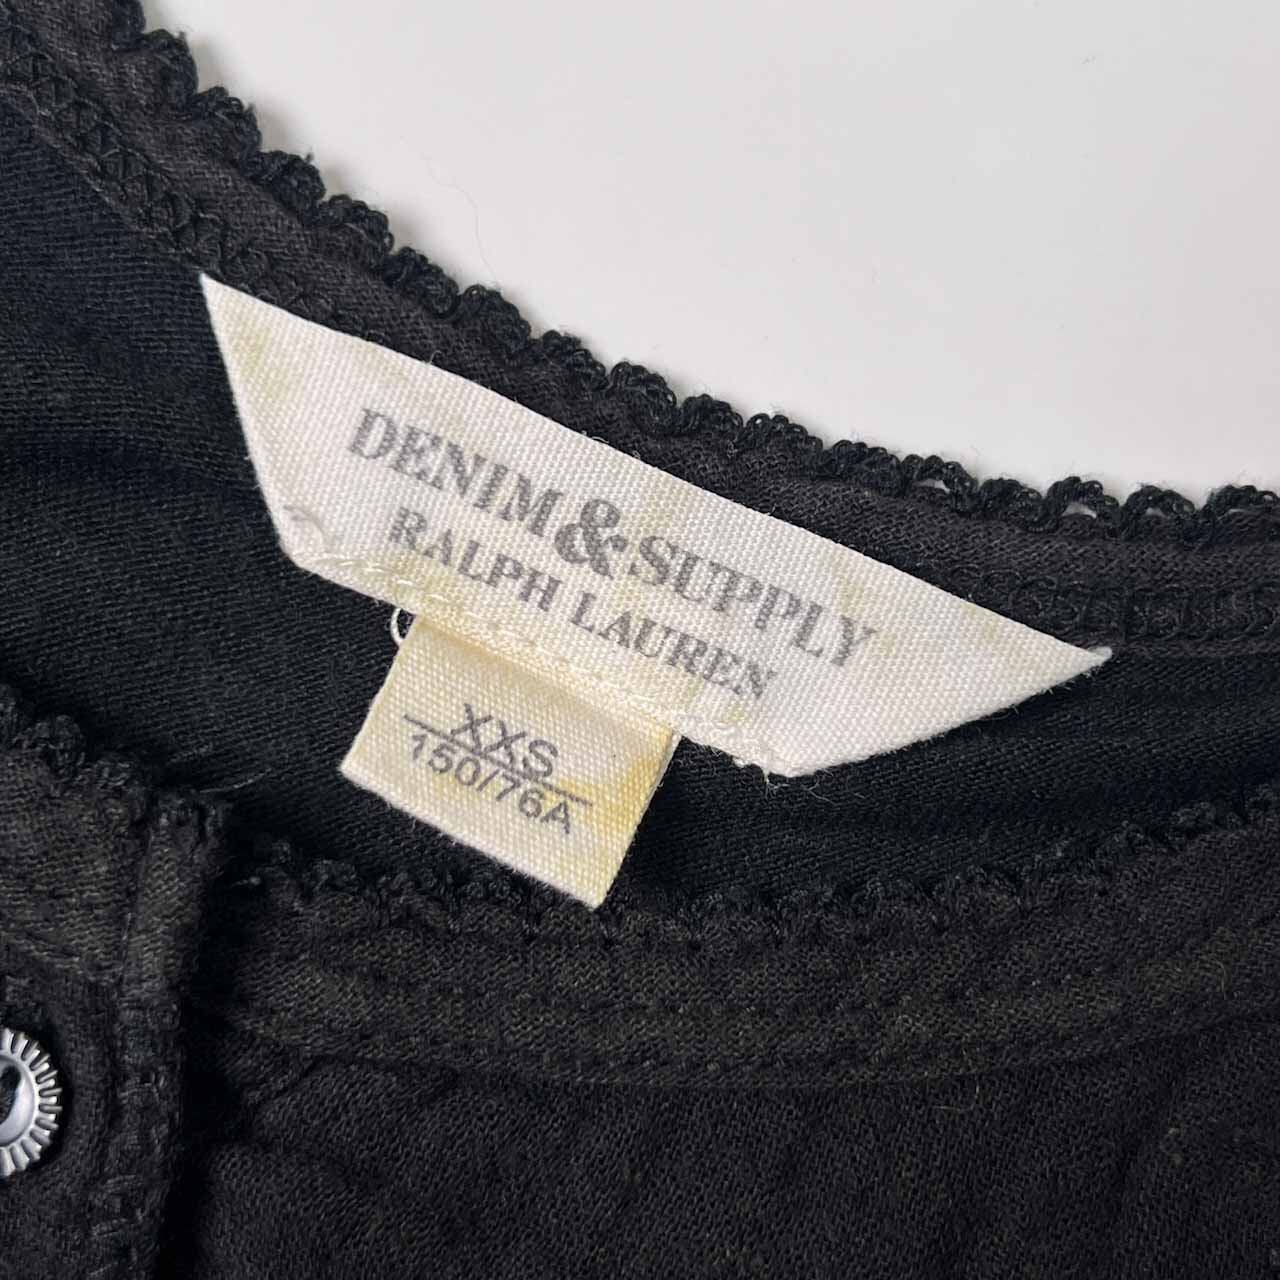 DENIM & SUPPLY
RALPH LAUREN
XXS
150/76A